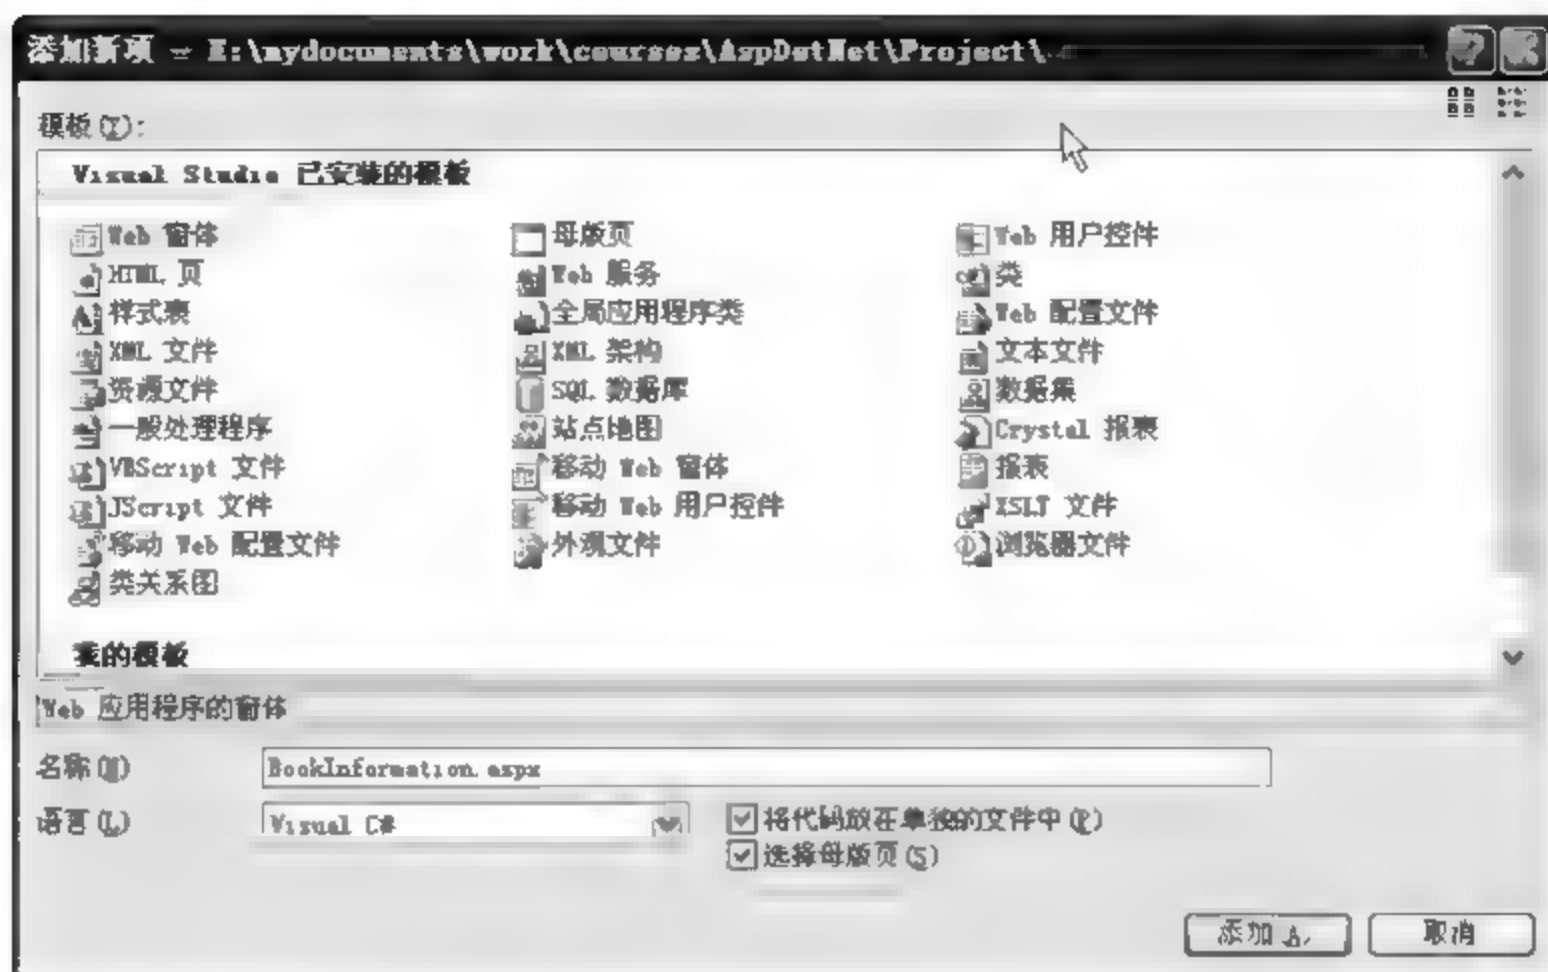 添加新项 - E:\mydocuments\work\courses\AspDotNet\Project\
模板(T):
Visual Studio 已安装的模板
Web 窗体 母版页 Web 用户控件
HTML 页 Web 服务 类
样式表 全局应用程序类 Web 配置文件
XML 文件 XML 架构 文本文件
资源文件 SQL 数据库 数据集
一般处理程序 站点地图 Crystal 报表
VBScript 文件 移动 Web 窗体 报表
JScript 文件 移动 Web 用户控件 XSLT 文件
移动 Web 配置文件 外观文件 浏览器文件
类关系图
我的模板
Web 应用程序的窗体
名称(N) BookInformation.aspx
语言(L) Visual C# 将代码放在单独的文件中(P)
选择母版页(S)
添加 A 取消